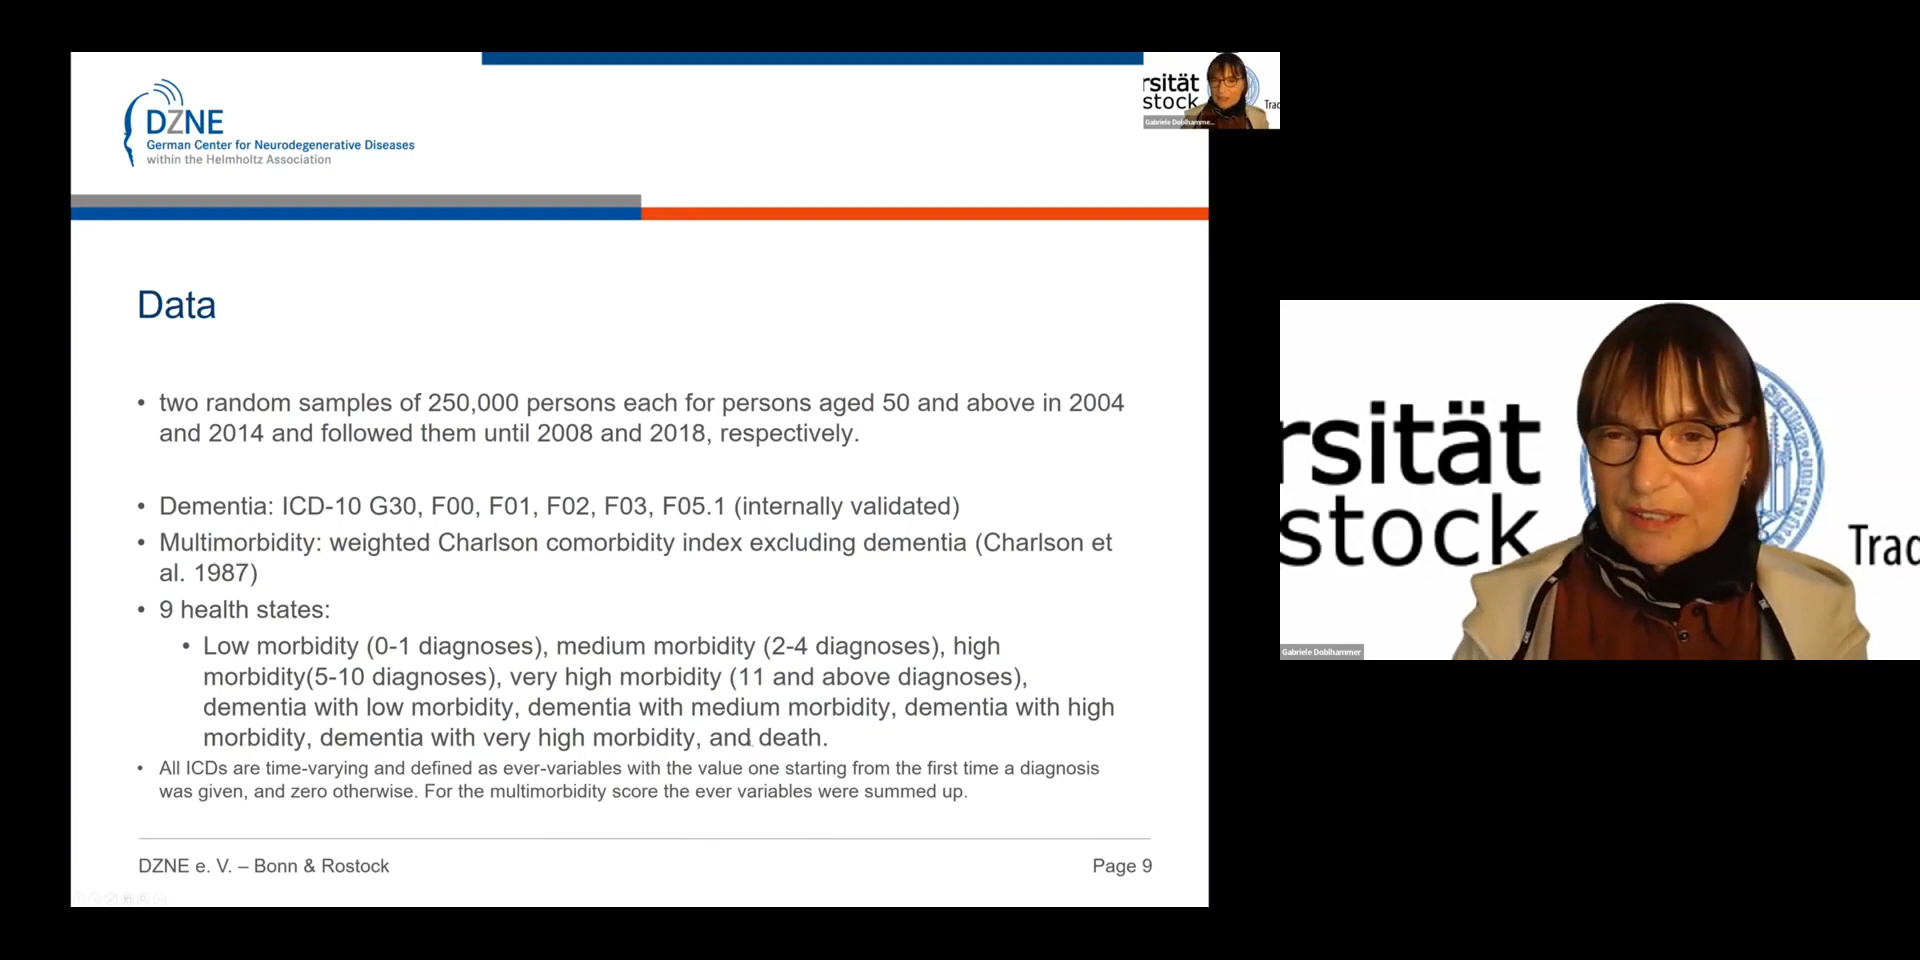 DZNE
German Center for Neurodegenerative Diseases
within the Helmholtz Association
rsität
stock
Trad
Gabriele Doblhamme...
Data
• two random samples of 250,000 persons each for persons aged 50 and above in 2004
and 2014 and followed them until 2008 and 2018, respectively.
• Dementia: ICD-10 G30, F00, F01, F02, F03, F05.1 (internally validated)
• Multimorbidity: weighted Charlson comorbidity index excluding dementia (Charlson et
al. 1987)
• 9 health states:
• Low morbidity (0-1 diagnoses), medium morbidity (2-4 diagnoses), high
morbidity(5-10 diagnoses), very high morbidity (11 and above diagnoses),
dementia with low morbidity, dementia with medium morbidity, dementia with high
morbidity, dementia with very high morbidity, and death.
• All ICDs are time-varying and defined as ever-variables with the value one starting from the first time a diagnosis
was given, and zero otherwise. For the multimorbidity score the ever variables were summed up.
DZNE e. V. – Bonn & Rostock
Page 9
rsität
stock
Trac
Gabriele Doblhammer